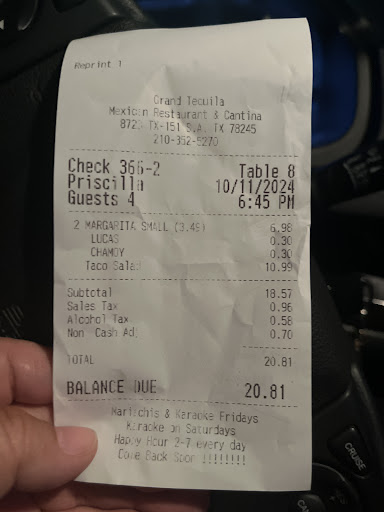 Reprint 1
Grand Tequila
Mexican Restaurant & Cantina
8723 TX-151 S.A. TX 78245
210-352-5270
Check 366-2 Table 8
Priscilla 10/11/2024
Guests 4 6:45 PM
2 MARGARITA SMALL (3.49) 6.98
LUCAS 0.30
CHAMOY 0.30
Taco Salad 10.99
Subtotal 18.57
Sales Tax 0.96
Alcohol Tax 0.58
Non Cash Adj 0.70
TOTAL 20.81
BALANCE DUE 20.81
Mariachis & Karaoke Fridays
Karaoke on Saturdays
Happy Hour 2-7 every day
Come Back Soon !!!!!!!!
CRUISE